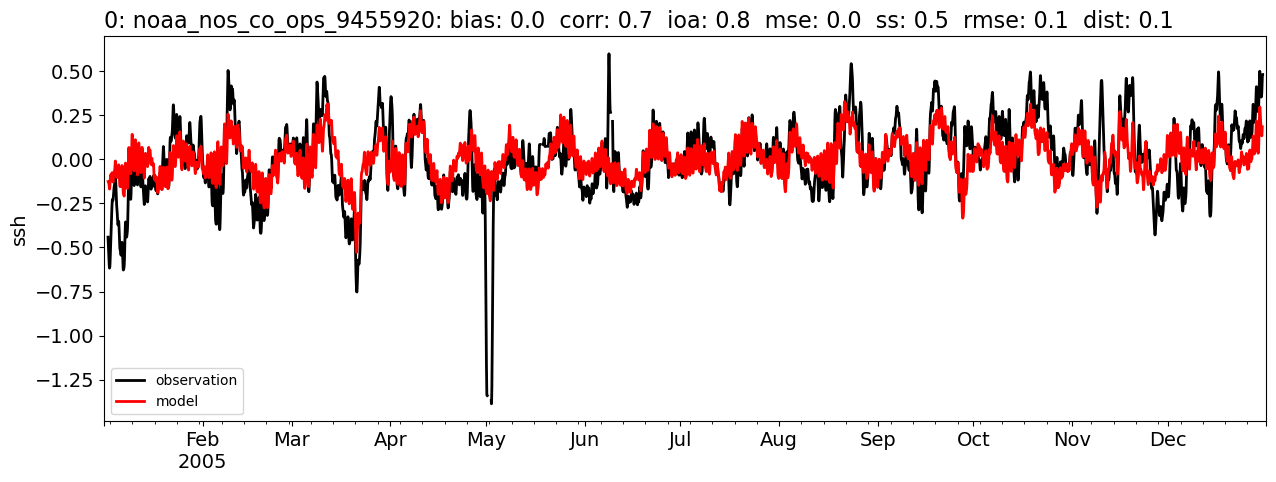 0: noaa_nos_co_ops_9455920: bias: 0.0  corr: 0.7  ioa: 0.8  mse: 0.0  ss: 0.5  rmse: 0.1  dist: 0.1
0.50
0.25
0.00
−0.25
−0.50
−0.75
−1.00
−1.25
ssh
observation
model
Feb Mar Apr May Jun Jul Aug Sep Oct Nov Dec
2005